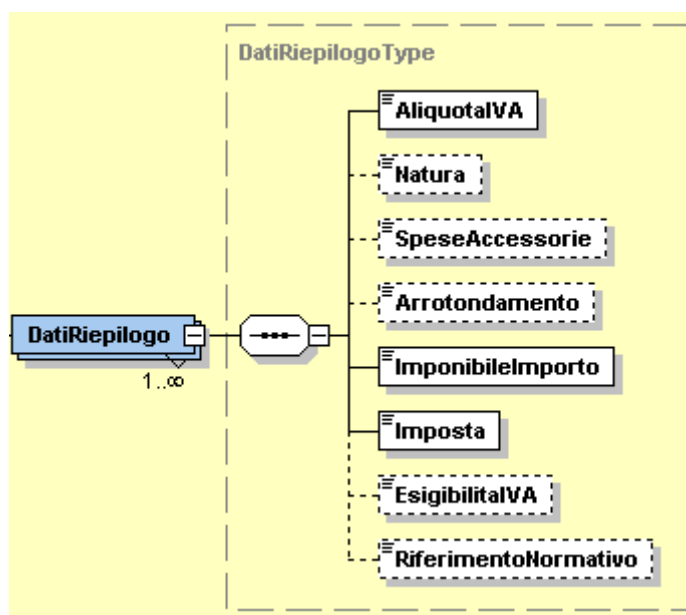 DatiRiepilogoType
AliquotaIVA
Natura
SpeseAccessorie
Arrotondamento
DatiRiepilogo
1..∞
ImponibileImporto
Imposta
EsigibilitaIVA
RiferimentoNormativo